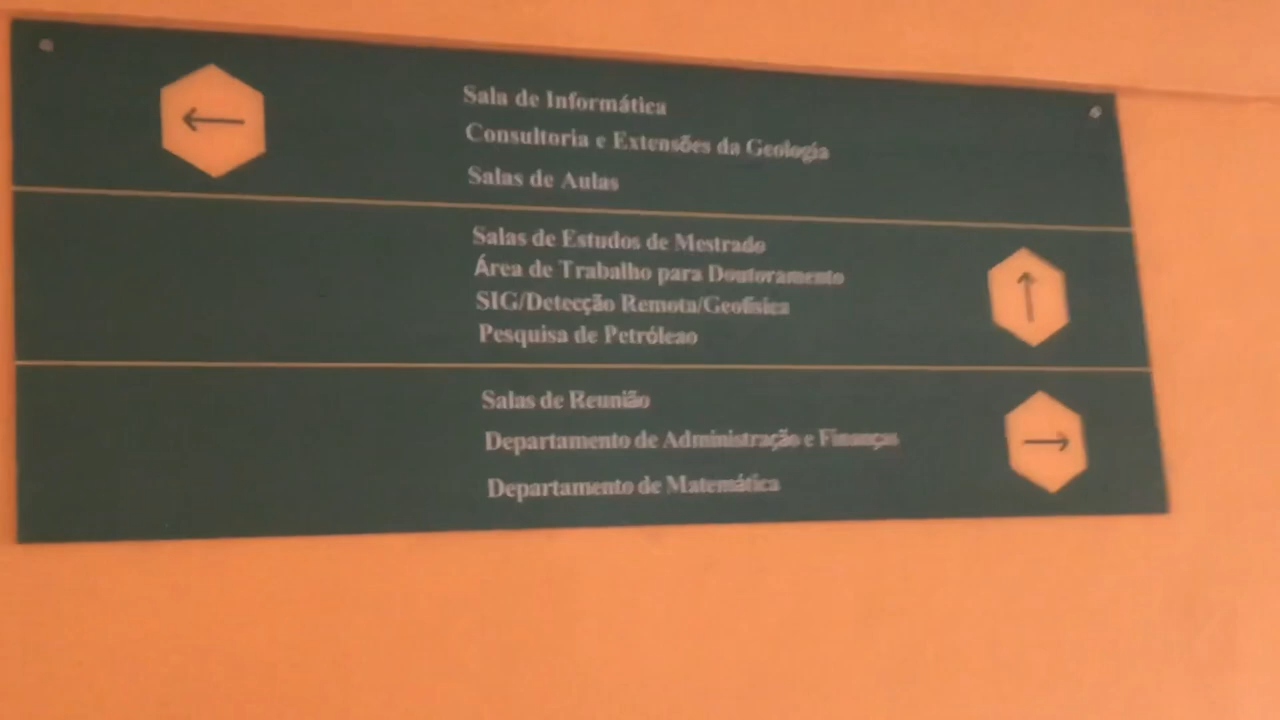 Sala de Informática
Consultoria e Extensões da Geologia
Salas de Aulas
Salas de Estudos de Mestrado
Área de Trabalho para Doutoramento
SIG/Detecção Remota/Geofísica
Pesquisa de Petróleao
Salas de Reunião
Departamento de Administração e Finanças
Departamento de Matemática